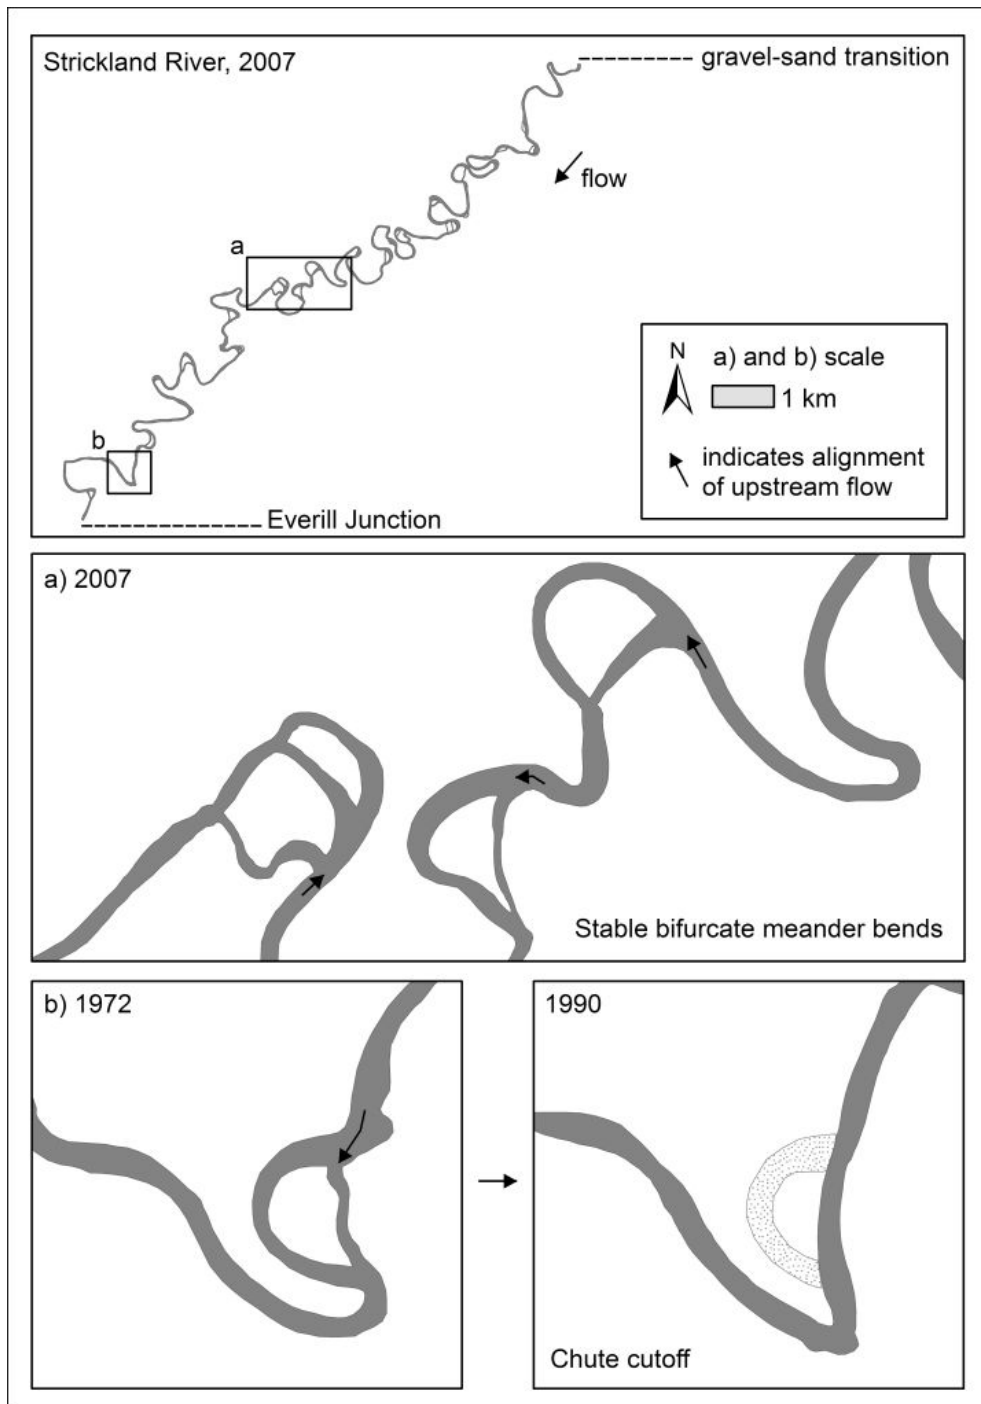 Strickland River, 2007
gravel-sand transition
flow
a
N
a) and b) scale
1 km
b
indicates alignment
of upstream flow
Everill Junction
a) 2007
Stable bifurcate meander bends
b) 1972
1990
Chute cutoff